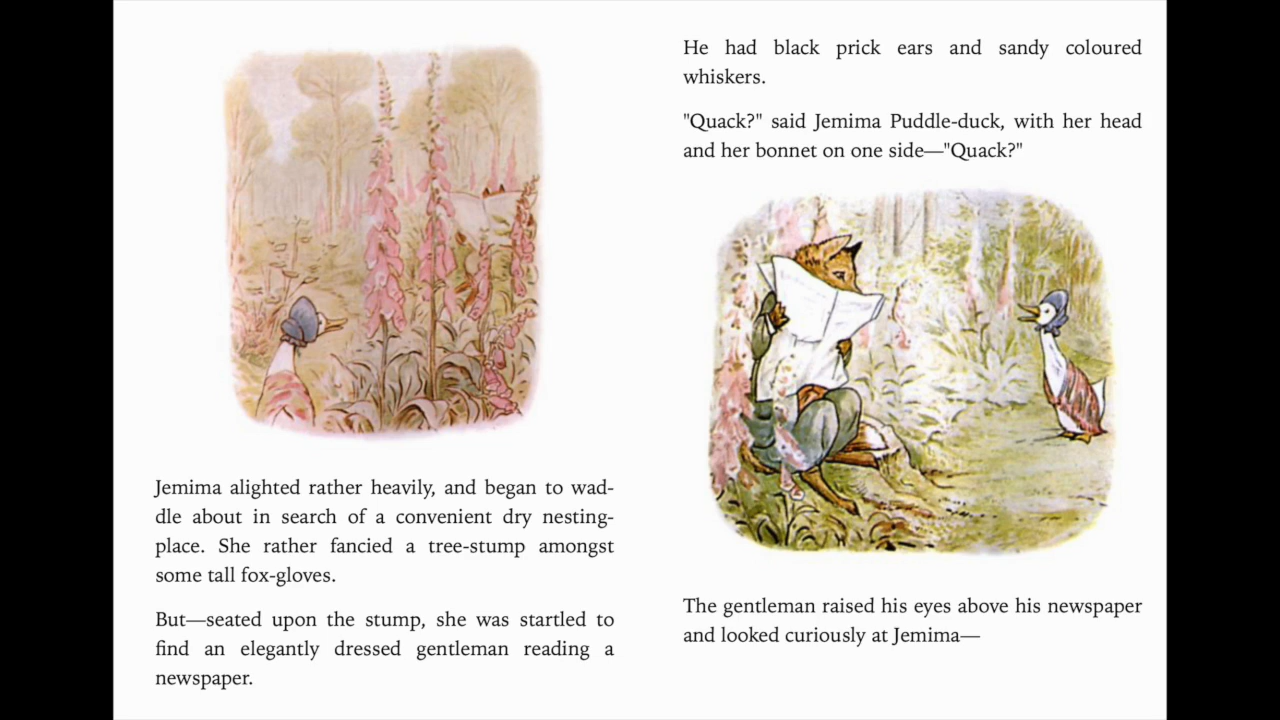 Jemima alighted rather heavily, and began to wad-
dle about in search of a convenient dry nesting-
place. She rather fancied a tree-stump amongst
some tall fox-gloves.
But—seated upon the stump, she was startled to
find an elegantly dressed gentleman reading a
newspaper.
He had black prick ears and sandy coloured
whiskers.
"Quack?" said Jemima Puddle-duck, with her head
and her bonnet on one side—"Quack?"
The gentleman raised his eyes above his newspaper
and looked curiously at Jemima—